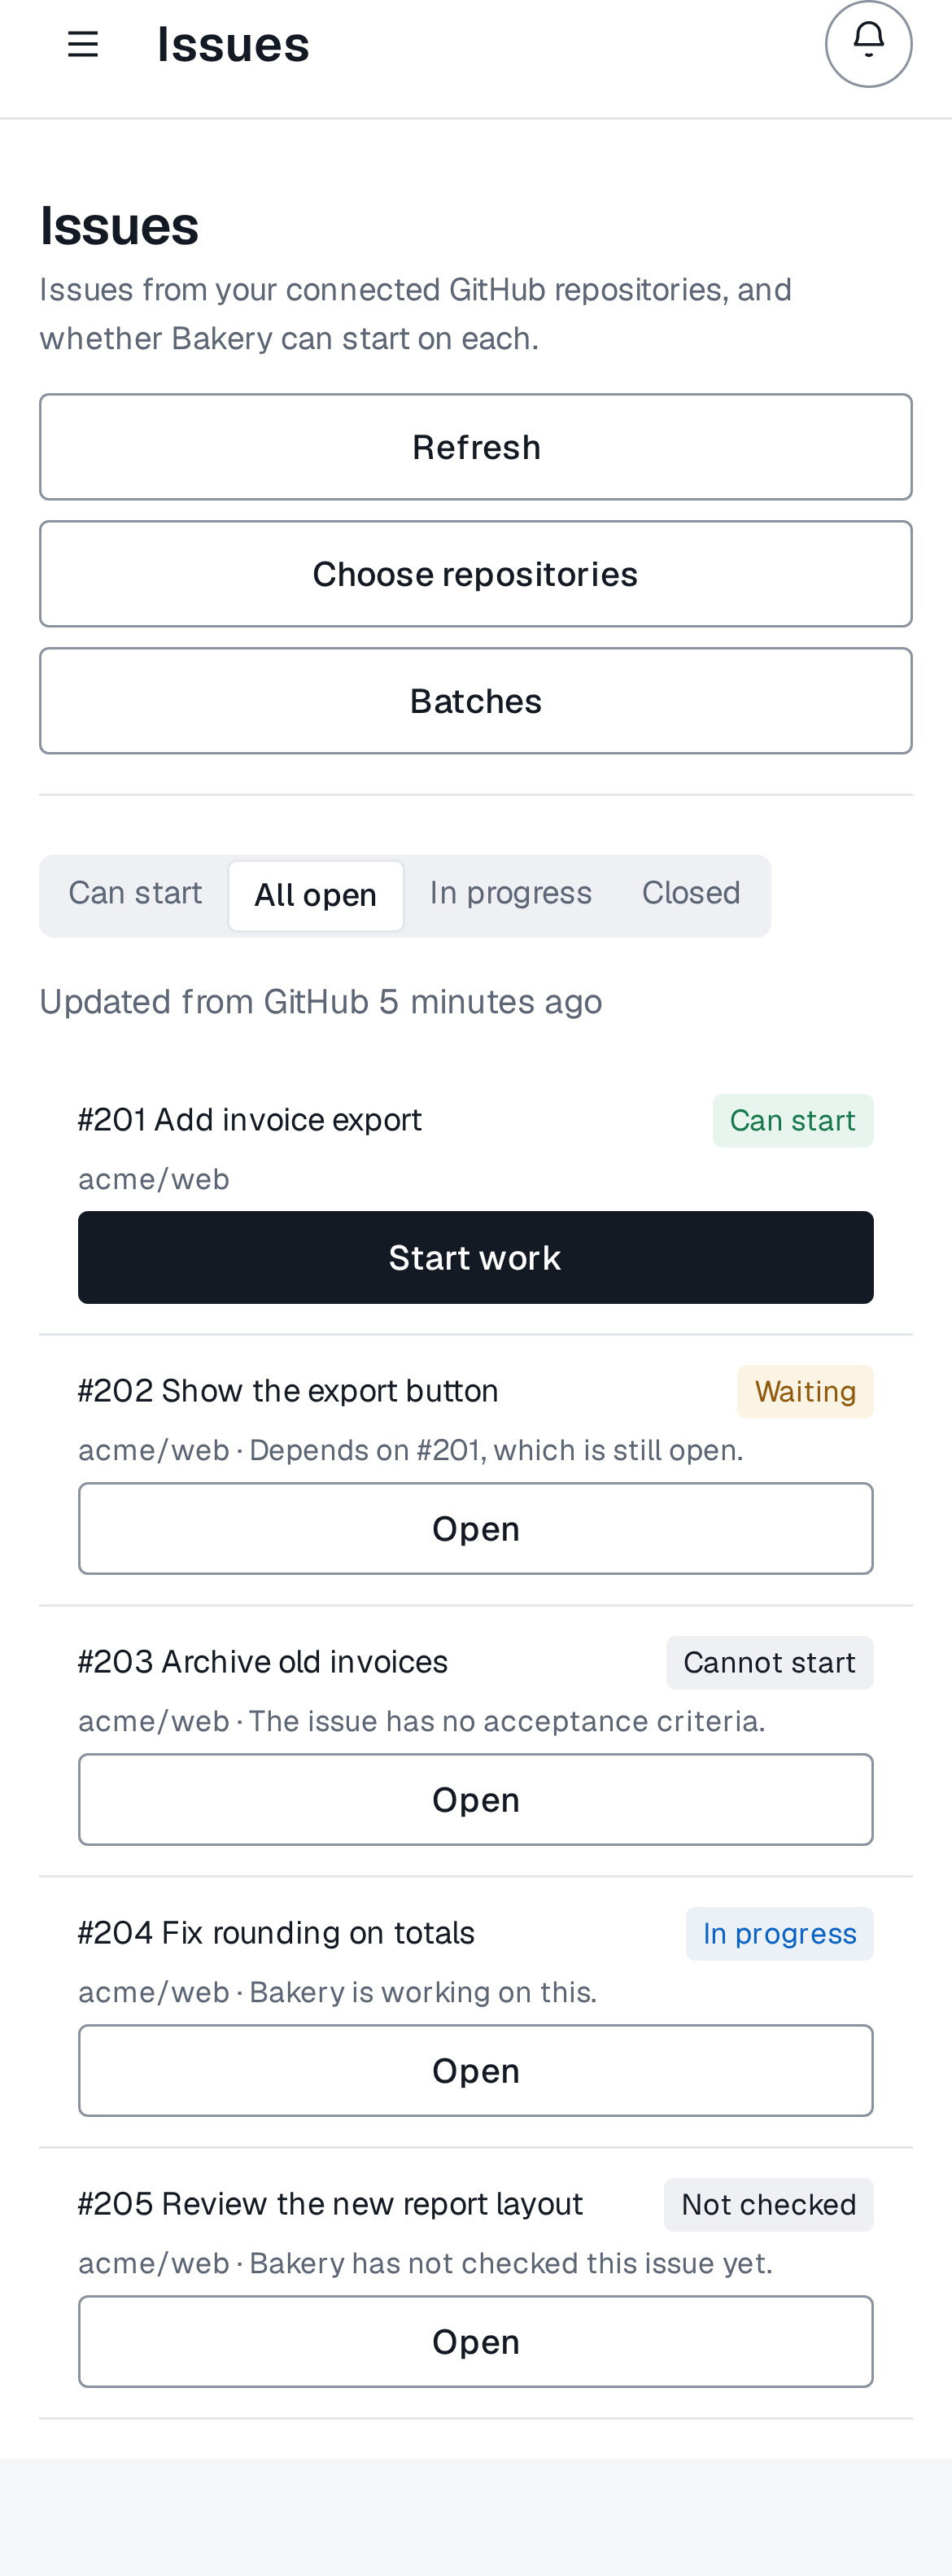 Issues
Issues
Issues from your connected GitHub repositories, and
whether Bakery can start on each.
Refresh
Choose repositories
Batches
Can start All open In progress Closed
Updated from GitHub 5 minutes ago
#201 Add invoice export Can start
acme/web
Start work
#202 Show the export button Waiting
acme/web · Depends on #201, which is still open.
Open
#203 Archive old invoices Cannot start
acme/web · The issue has no acceptance criteria.
Open
#204 Fix rounding on totals In progress
acme/web · Bakery is working on this.
Open
#205 Review the new report layout Not checked
acme/web · Bakery has not checked this issue yet.
Open